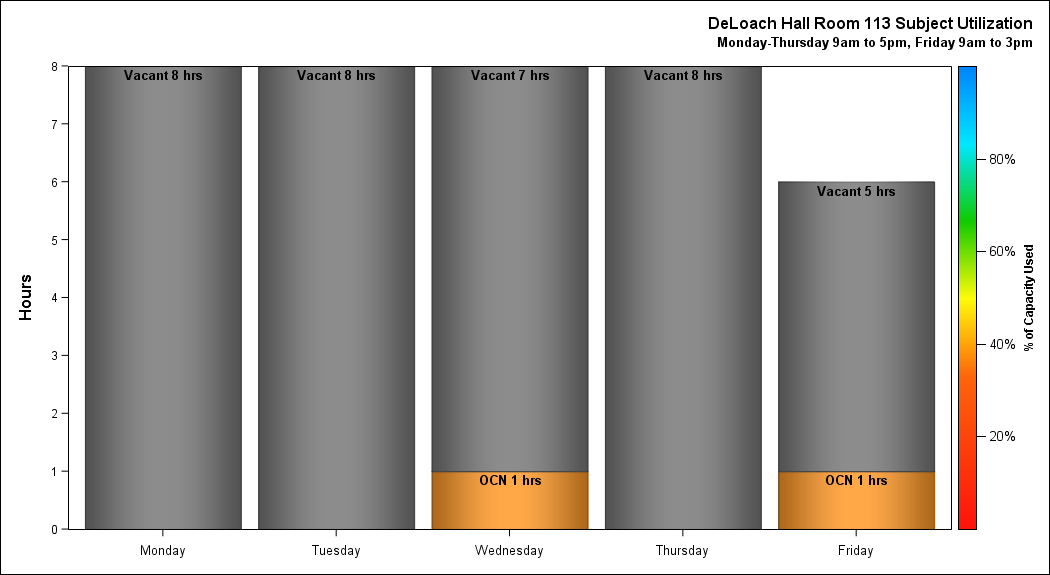 DeLoach Hall Room 113 Subject Utilization
Monday-Thursday 9am to 5pm, Friday 9am to 3pm
Hours
8
7
6
5
4
3
2
1
0
Vacant 8 hrs
Vacant 8 hrs
Vacant 7 hrs
Vacant 8 hrs
Vacant 5 hrs
OCN 1 hrs
OCN 1 hrs
Monday
Tuesday
Wednesday
Thursday
Friday
80%
60%
40%
20%
% of Capacity Used